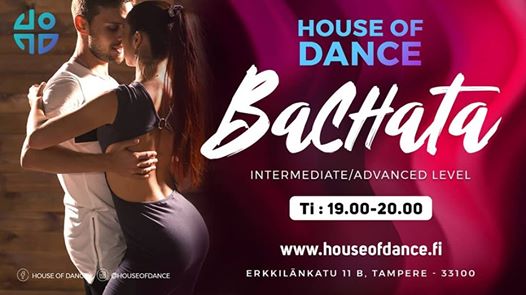 HOUSE OF
DANCE
BaCHata
INTERMEDIATE/ADVANCED LEVEL
Ti : 19.00-20.00
www.houseofdance.fi
ERKKILÄNKATU 11 B, TAMPERE - 33100
HOUSE OF DANCE
@HOUSEOFDANCE